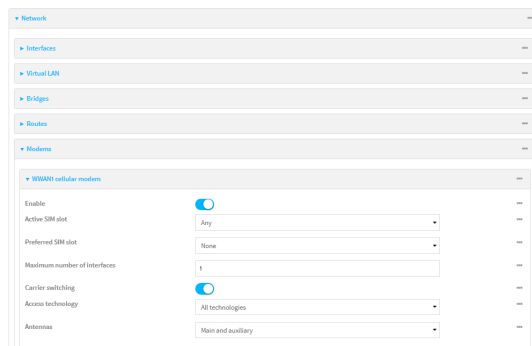 Network
Interfaces
Virtual LAN
Bridges
Routes
Modems
WWAN1 cellular modem
Enable
Active SIM slot
Any
Preferred SIM slot
None
Maximum number of interfaces
1
Carrier switching
Access technology
All technologies
Antennas
Main and auxiliary